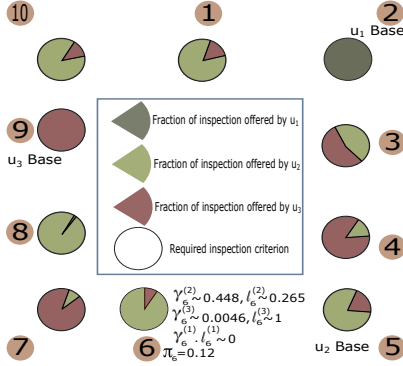 10
1
2
u₁ Base
9
u₃ Base
3
8
4
7
6
u₂ Base
5
Fraction of inspection offered by u₁
Fraction of inspection offered by u₂
Fraction of inspection offered by u₃
Required inspection criterion
γ₆⁽²⁾~0.448, l₆⁽²⁾~0.265
γ₆⁽³⁾~0.0046, l₆⁽³⁾~1
γ₆⁽¹⁾. l₆⁽¹⁾~0
π₆=0.12